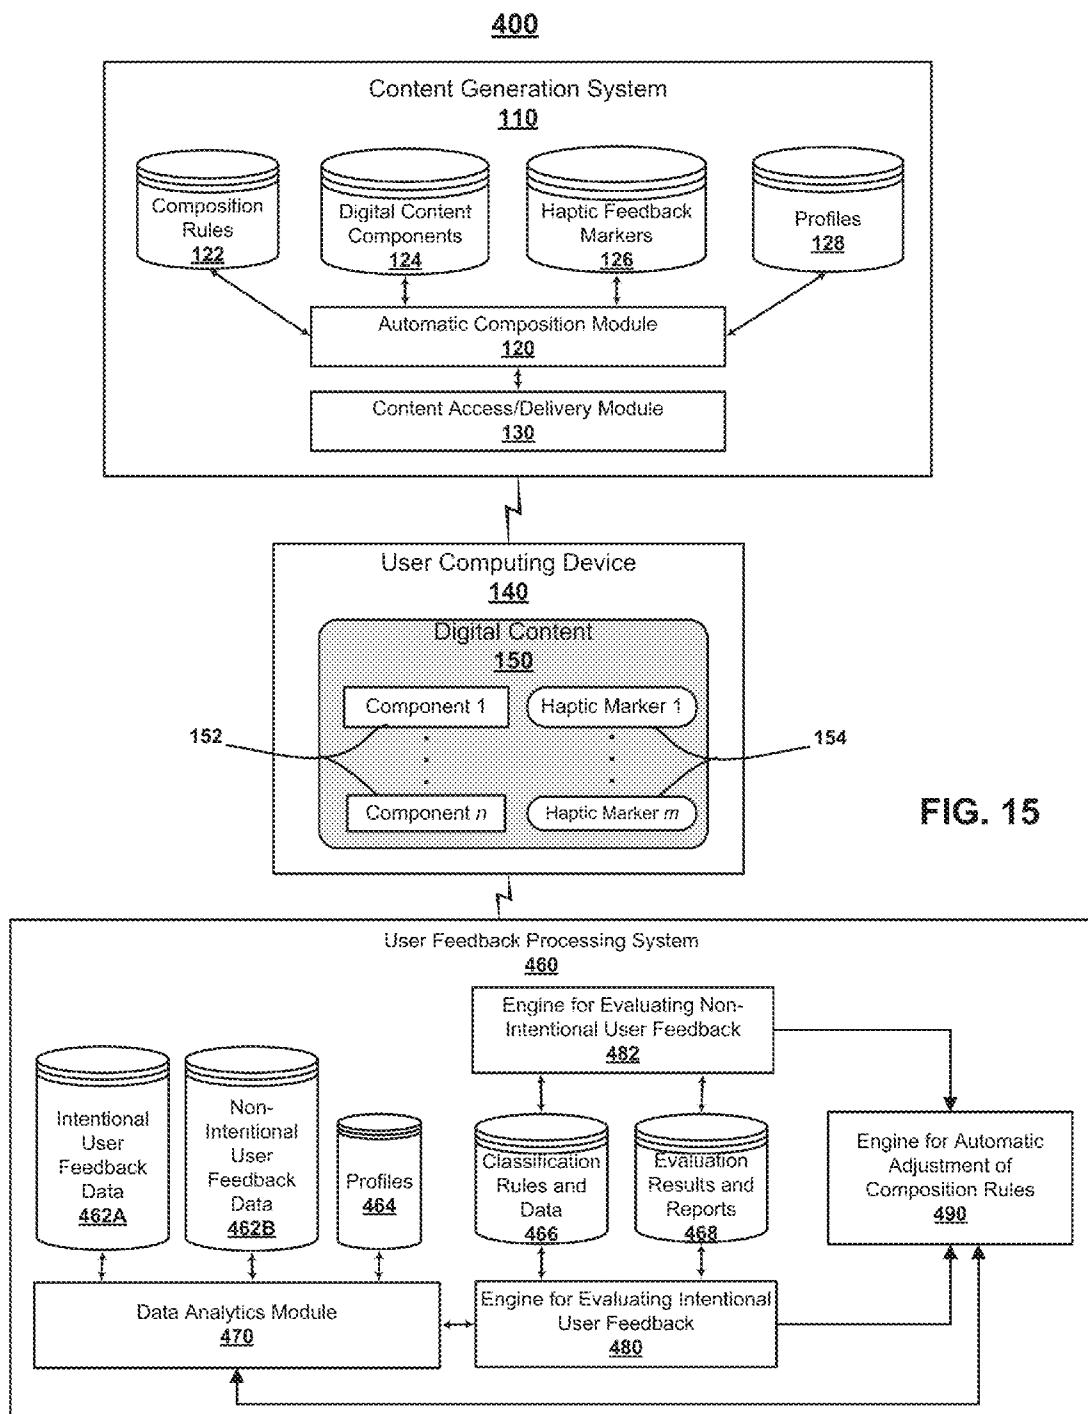 400
Content Generation System
110
Composition
Rules
122
Digital Content
Components
124
Haptic Feedback
Markers
126
Profiles
128
Automatic Composition Module
120
Content Access/Delivery Module
130
User Computing Device
140
Digital Content
150
Component 1
Haptic Marker 1
152
154
Component n
Haptic Marker m
FIG. 15
User Feedback Processing System
460
Engine for Evaluating Non-
Intentional User Feedback
482
Intentional
User
Feedback
Data
462A
Non-
Intentional
User
Feedback
Data
462B
Profiles
464
Classification
Rules and
Data
466
Evaluation
Results and
Reports
468
Engine for Automatic
Adjustment of
Composition Rules
490
Data Analytics Module
470
Engine for Evaluating Intentional
User Feedback
480